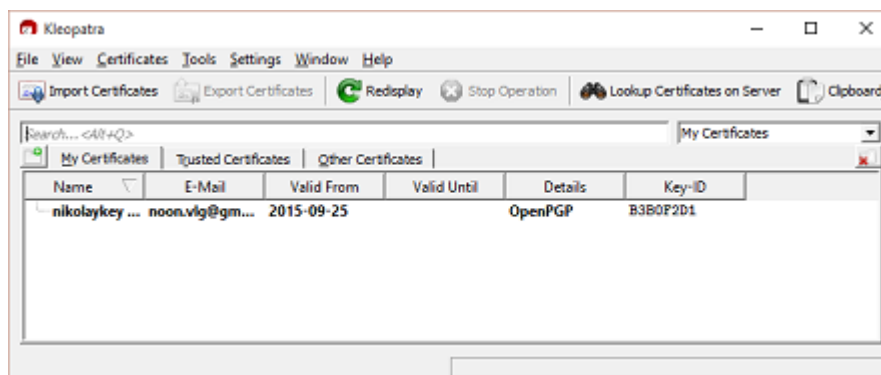 Kleopatra
File View Certificates Tools Settings Window Help
Import Certificates Export Certificates Redisplay Stop Operation Lookup Certificates on Server Clipboard
Search... <Alt+Q> My Certificates
My Certificates Trusted Certificates Other Certificates
Name E-Mail Valid From Valid Until Details Key-ID
nikolaykey ... noon.vlg@gm... 2015-09-25 OpenPGP B3B0F2D1